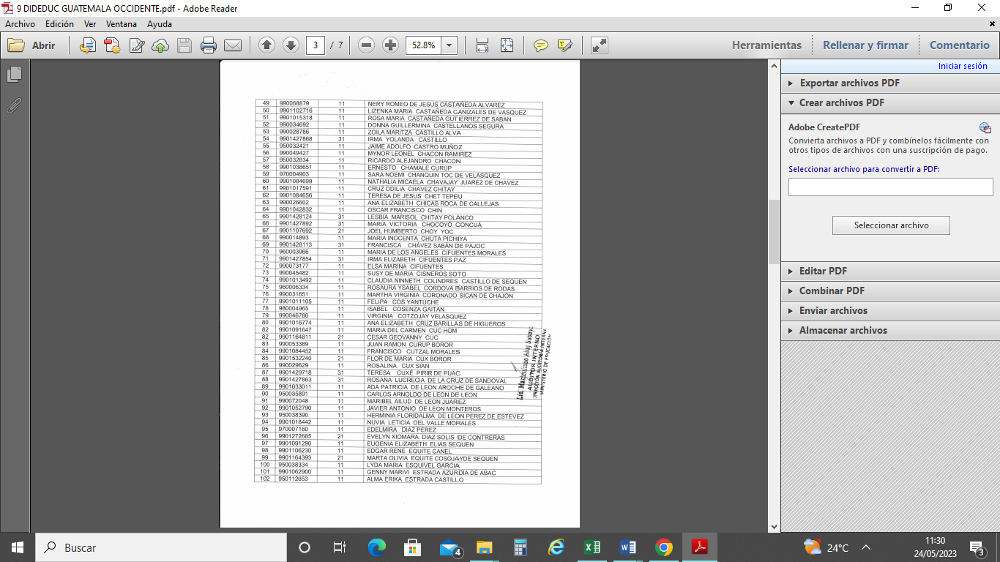 9 DIDEDUC GUATEMALA OCCIDENTE.pdf - Adobe Reader
Archivo Edición Ver Ventana Ayuda
Abrir 3 / 7 52.8% Herramientas Rellenar y firmar Comentario
Iniciar sesión
Exportar archivos PDF
Crear archivos PDF
Adobe CreatePDF
Convierta archivos a PDF y combínelos fácilmente con
otros tipos de archivos con una suscripción de pago.
Seleccionar archivo para convertir a PDF:
Seleccionar archivo
Editar PDF
Combinar PDF
Enviar archivos
Almacenar archivos
49 990068879 11 NERY ROMEO DE JESUS CASTAÑEDA ALVAREZ
50 9901102716 11 LIZENKA MARIA CASTAÑEDA CANIZALES DE VASQUEZ
51 9901015318 11 ROSA MARIA CASTAÑEDA GUTIERREZ DE SABAN
52 990034692 11 DONNA GUILLERMINA CASTELLANOS SEGURA
53 990028786 11 ZOILA MARITZA CASTILLO ALVA
54 9901427868 31 IRMA YOLANDA CASTILLO
55 950032421 11 JAIME ADOLFO CASTRO MUÑOZ
56 990049427 11 MYNOR LEONEL CHACON RAMIREZ
57 950032834 11 RICARDO ALEJANDRO CHACON
58 9901038651 11 ERNESTO CHAMALE CURUP
59 970004903 11 SARA NOEMI CHANQUIN TOC DE VELASQUEZ
60 9901084699 11 NATHALIA MICAELA CHAVAJAY JUAREZ DE CHAVEZ
61 9901017591 11 CRUZ ODILIA CHAVEZ CHITAY
62 9901084656 11 TERESA DE JESUS CHET TEPEU
63 990026602 11 ANA ELIZABETH CHICAS ROCA DE CALLEJAS
64 9901042832 11 OSCAR FRANCISCO CHIN
65 9901428124 31 LESBIA MARISOL CHITAY POLANCO
66 9901427892 31 MARIA VICTORIA CHOCOYÓ CONCUÁ
67 9901107692 21 JOEL HUMBERTO CHOY YOC
68 990014893 11 MARIA INOCENTA CHUTA PICHIYA
69 9901428113 31 FRANCISCA CHÁVEZ SABÁN DE PAJOC
70 960003966 11 MARIA DE LOS ANGELES CIFUENTES MORALES
71 9901427854 31 IRMA ELIZABETH CIFUENTES PAZ
72 990073177 11 ELSA MARINA CIFUENTES
73 990045482 11 SUSY DE MARIA CISNEROS SOTO
74 9901013492 11 CLAUDIA NINNETH COLINDRES CASTILLO DE SEQUEN
75 960006334 11 ROSAURA YSABEL CORDOVA BARRIOS DE RODAS
76 990031651 11 MARTHA VIRGINIA CORONADO SICAN DE CHAJON
77 9901011105 11 FELIPA COS YANTUCHE
78 980004965 11 ISABEL COSENZA GAITAN
79 990046786 11 VIRGINIA COTZOJAY VELASQUEZ
80 9901016774 11 ANA ELIZABETH CRUZ BARILLAS DE HIGUEROS
82 9901091647 11 MARIA DEL CARMEN CUC HOM
82 9901164811 21 CESAR GEOVANNY CUC
83 990053389 11 JUAN RAMON CURUP BOROR
84 9901084452 11 FRANCISCO CUTZAL MORALES
85 9901532240 21 FLOR DE MARIA CUX BOROR
86 990029629 11 ROSALINA CUX SIAN
87 9901429718 31 TERESA CUXÉ PIRIR DE PUAC
88 9901427863 31 ROSANA LUCRECIA DE LA CRUZ DE SANDOVAL
89 9901033011 11 ADA PATRICIA DE LEON AROCHE DE GALEANO
90 950035891 11 CARLOS ARNOLDO DE LEON DE LEON
91 990072048 11 MARIBEL AILUD DE LEON JUAREZ
92 9901052790 11 JAVIER ANTONIO DE LEON MONTEROS
93 950038390 11 HERMINIA FLORIDALMA DE LEON PEREZ DE ESTEVEZ
94 9901018442 11 NUVIA LETICIA DEL VALLE MORALES
95 970007160 11 EDELMIRA DIAZ PEREZ
96 9901272685 21 EVELYN XIOMARA DIAZ SOLIS DE CONTRERAS
97 9901091290 11 EUGENIA ELIZABETH ELIAS SEQUEN
98 9901106230 11 EDGAR RENE EQUITE CANEL
99 9901164393 21 MARTA OLIVIA EQUITE COSOJAYDE SEQUEN
100 950038334 11 LYDA MARIA ESQUIVEL GARCIA
101 9901062900 11 GENNY MARIVI ESTRADA AZURDIA DE ABAC
102 950112653 11 ALMA ERIKA ESTRADA CASTILLO
Lic. Maximiliano
AUDITOR INTERNO
DIRECCIÓN AUDITORIA INTERNA
MINISTERIO DE EDUCACIÓN
Buscar 4 24°C 11:30
24/05/2023 3